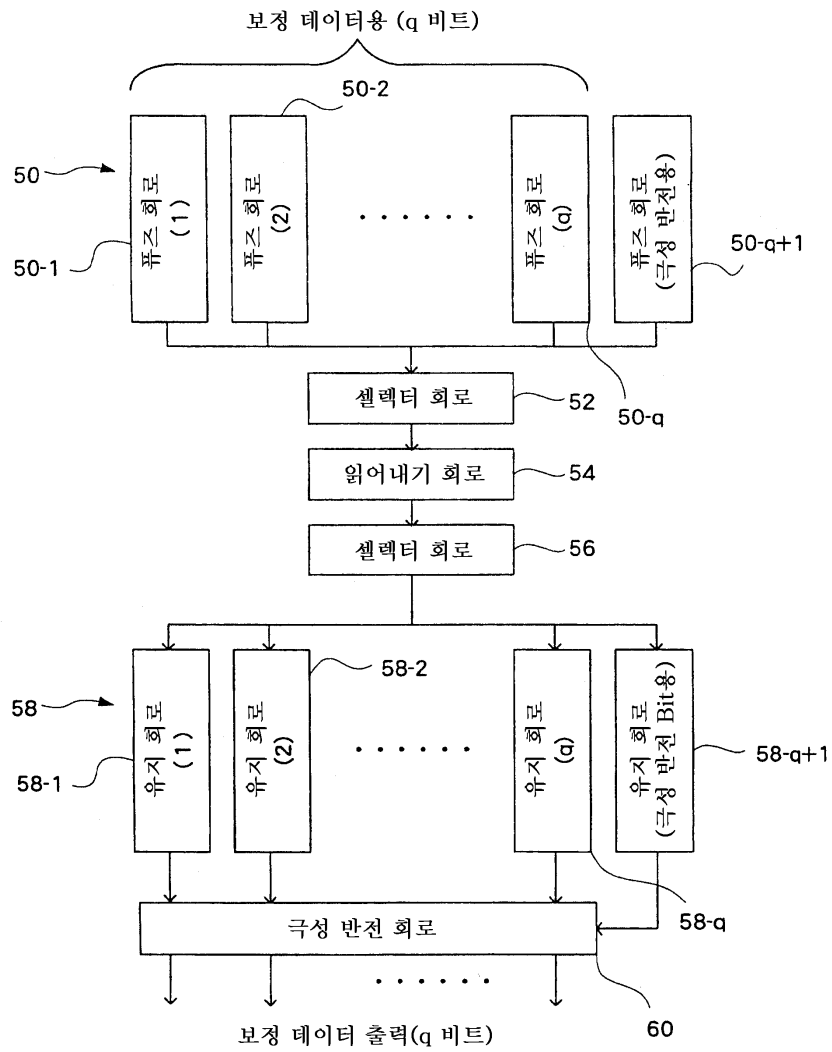 보정 데이터용 (q 비트)
50-2
50
50-1
퓨즈 회로
(1)
퓨즈 회로
(2)
· · · · · ·
퓨즈 회로
(q)
퓨즈 회로
(극성 반전용)
50-q+1
셀렉터 회로
52
50-q
읽어내기 회로
54
셀렉터 회로
56
58-2
58
58-1
유지 회로
(1)
유지 회로
(2)
· · · · · ·
유지 회로
(q)
유지 회로
(극성 반전 Bit용)
58-q+1
58-q
극성 반전 회로
· · · · · ·
60
보정 데이터 출력(q 비트)